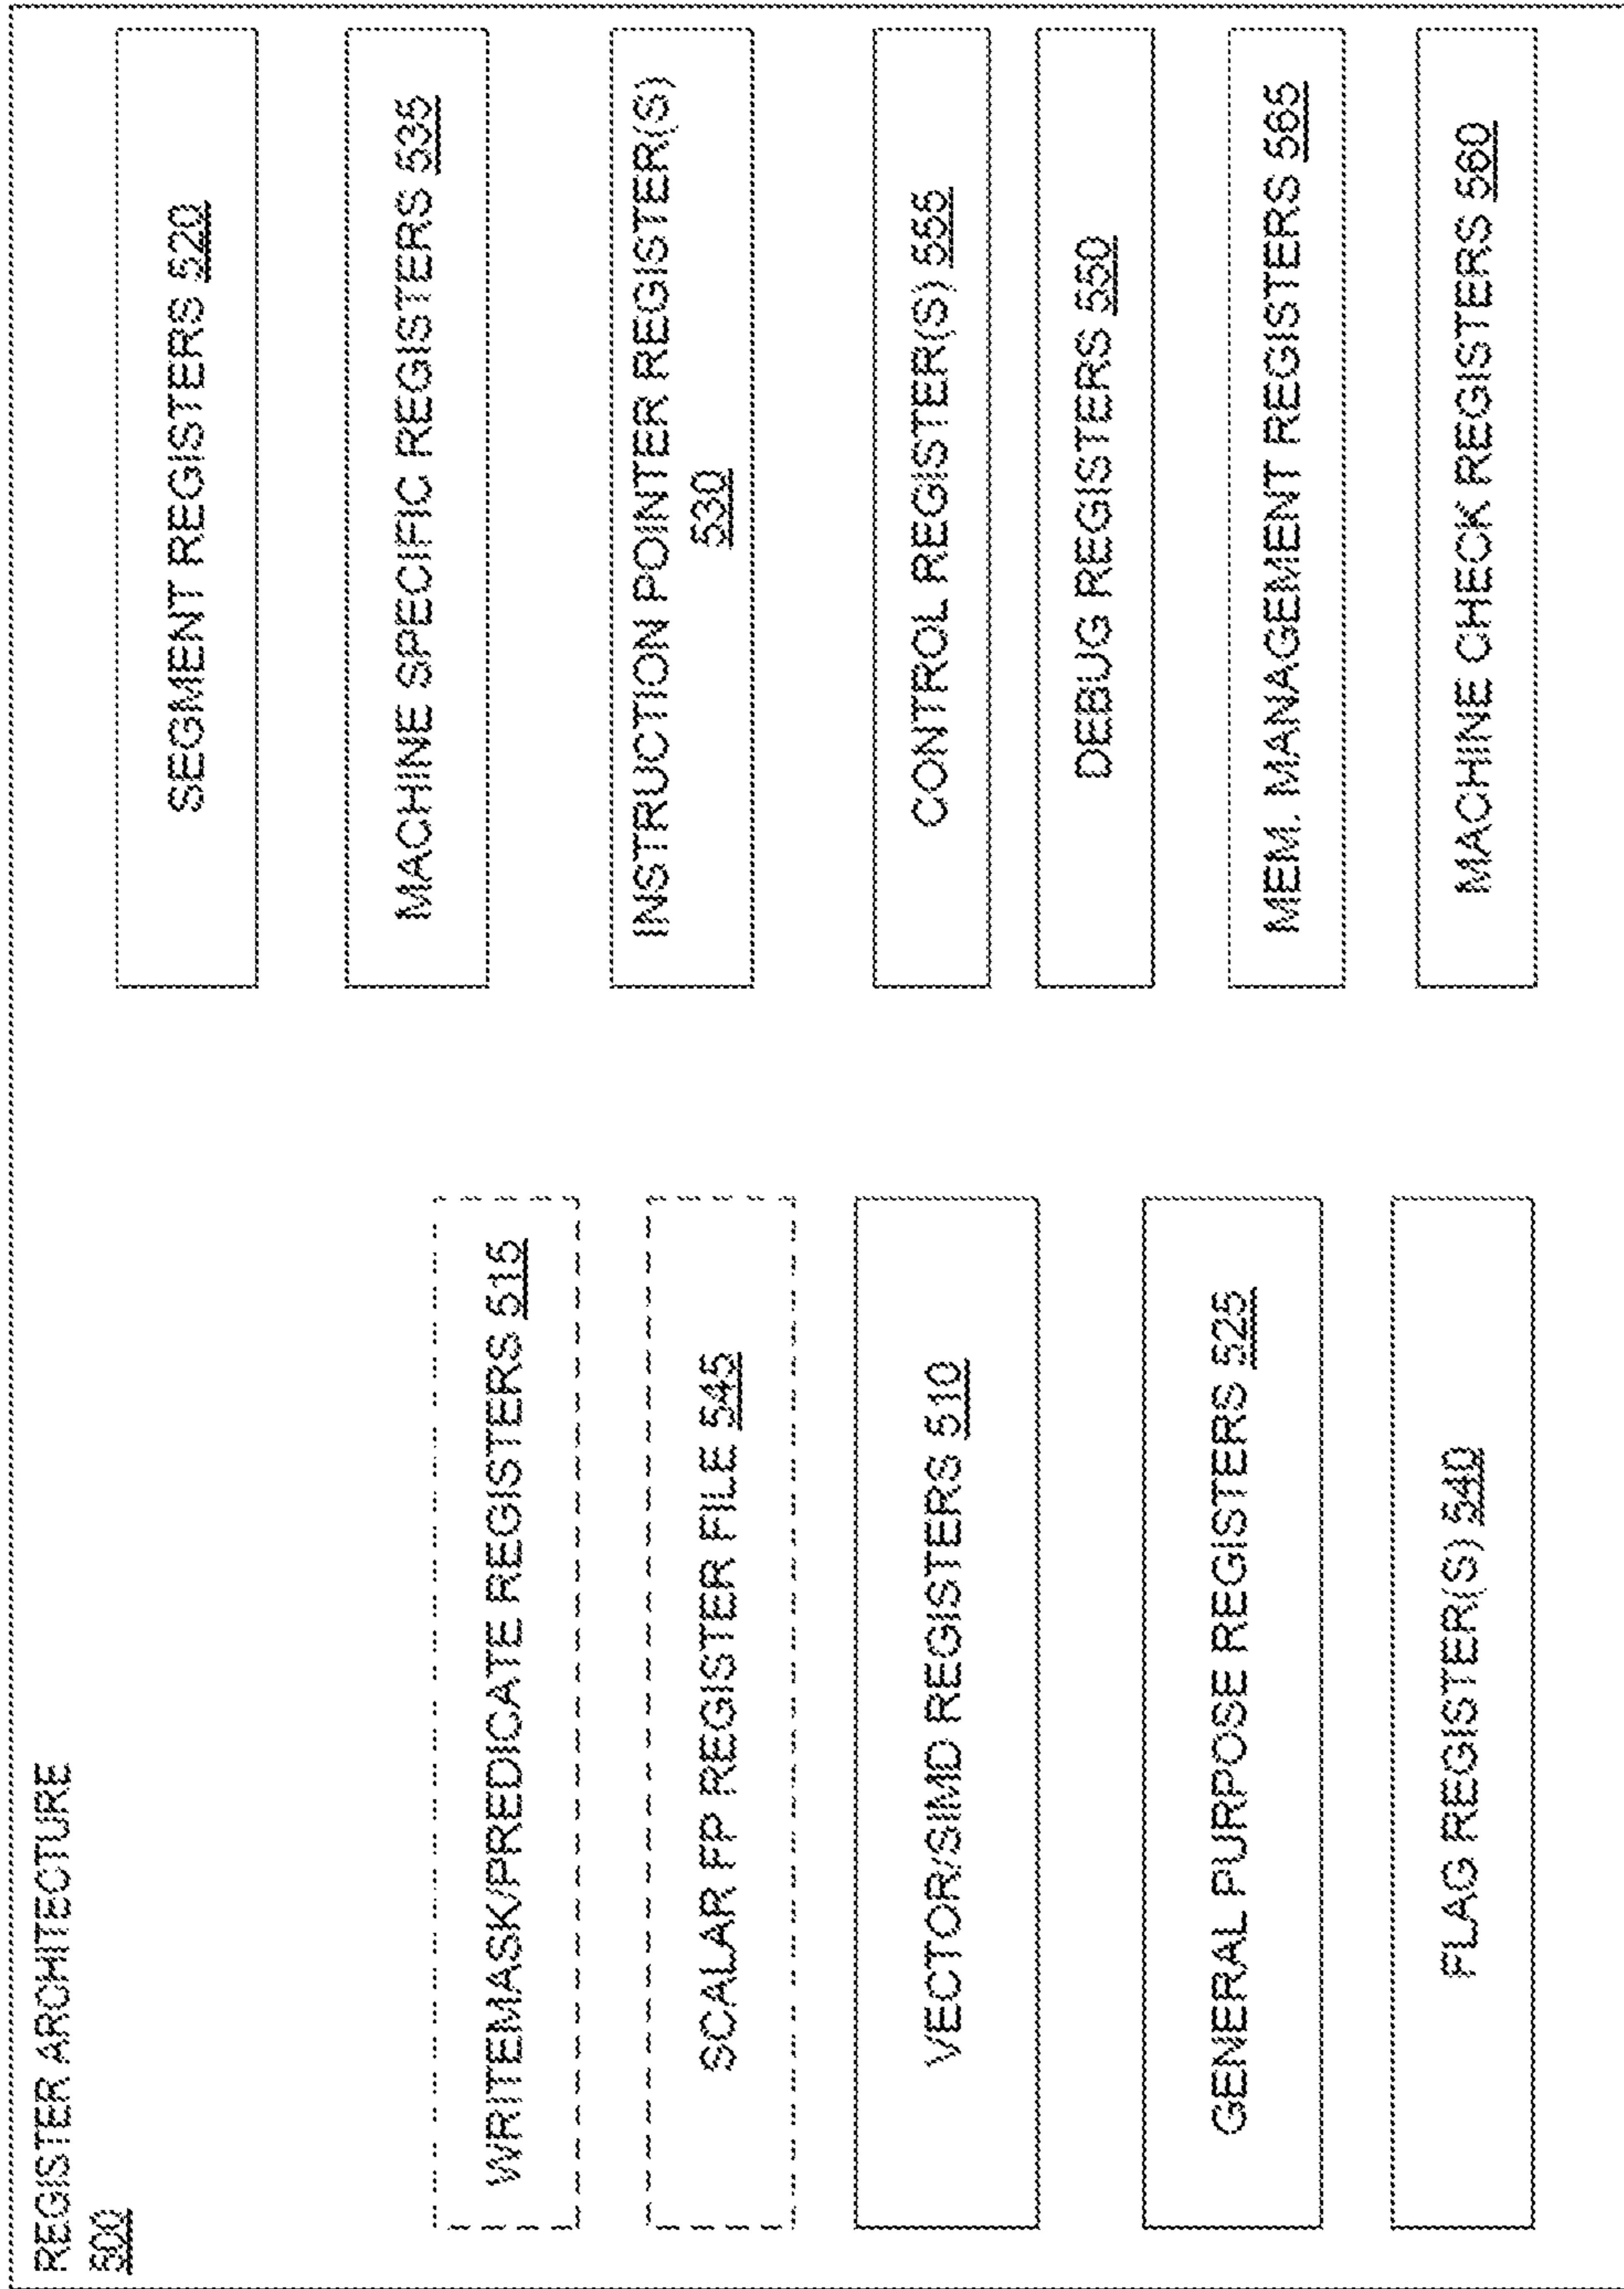 REGISTER ARCHITECTURE
500
WRITEMASK/PREDICATE REGISTERS 515
SCALAR FP REGISTER FILE 545
VECTOR/SIMD REGISTERS 510
GENERAL PURPOSE REGISTERS 525
FLAG REGISTER(S) 540
SEGMENT REGISTERS 520
MACHINE SPECIFIC REGISTERS 535
INSTRUCTION POINTER REGISTER(S)
530
CONTROL REGISTER(S) 555
DEBUG REGISTERS 550
MEM. MANAGEMENT REGISTERS 565
MACHINE CHECK REGISTERS 560